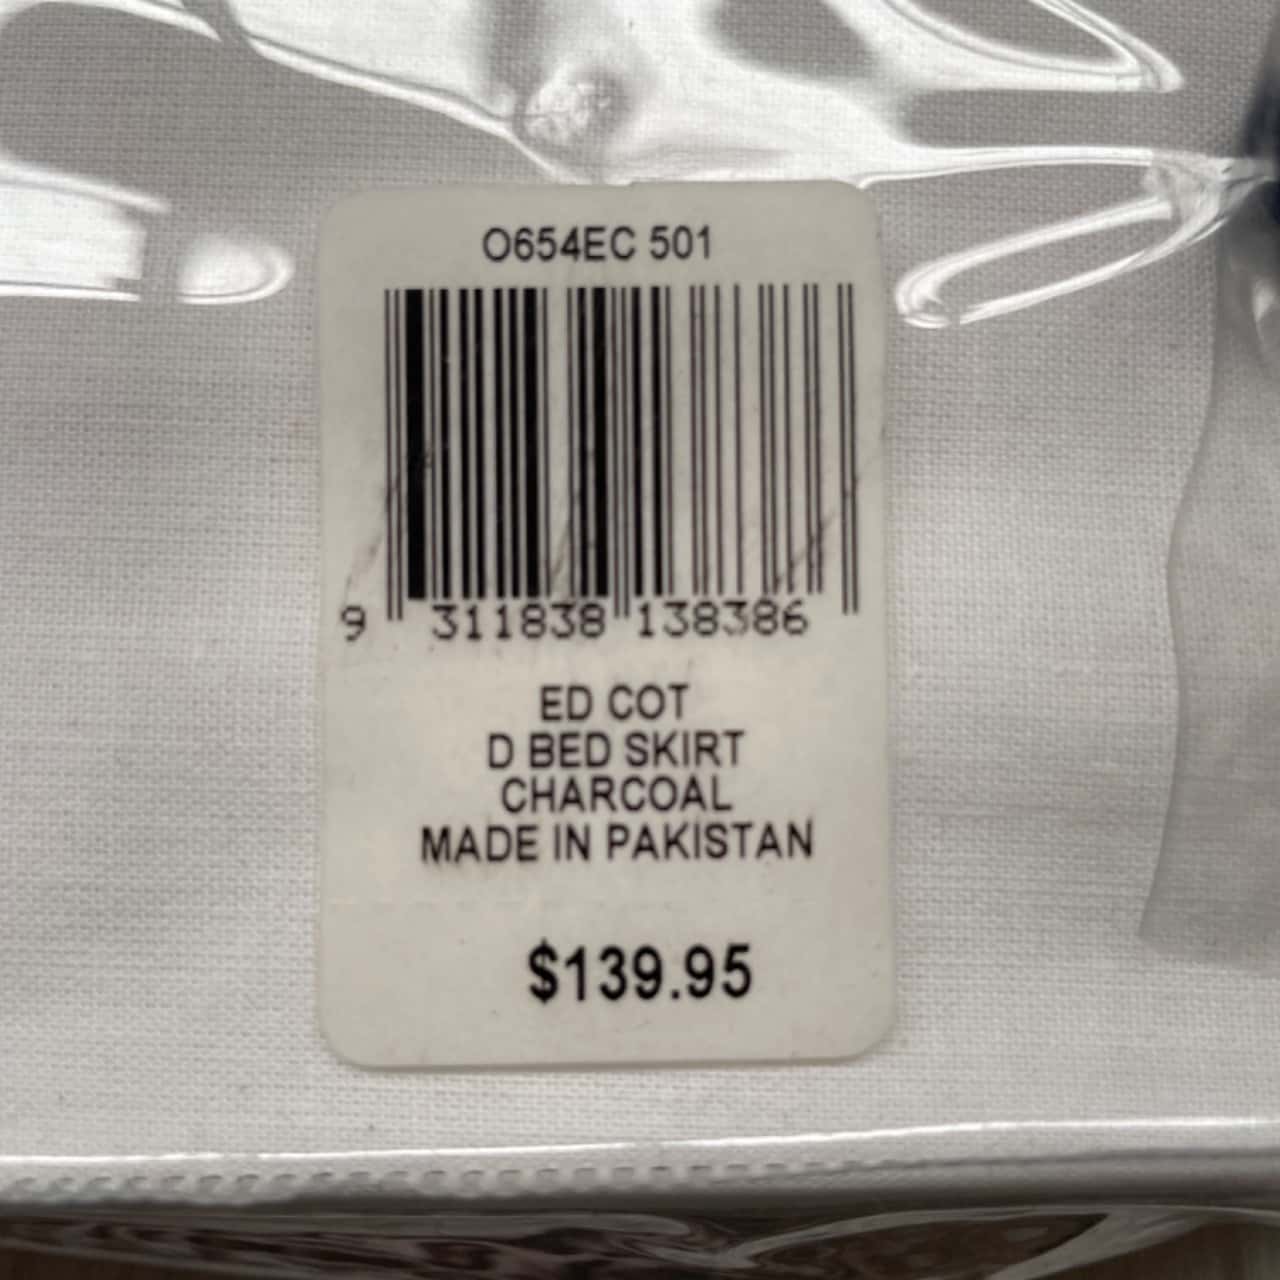 O654EC 501
9 311838 138386
ED COT
D BED SKIRT
CHARCOAL
MADE IN PAKISTAN
$139.95